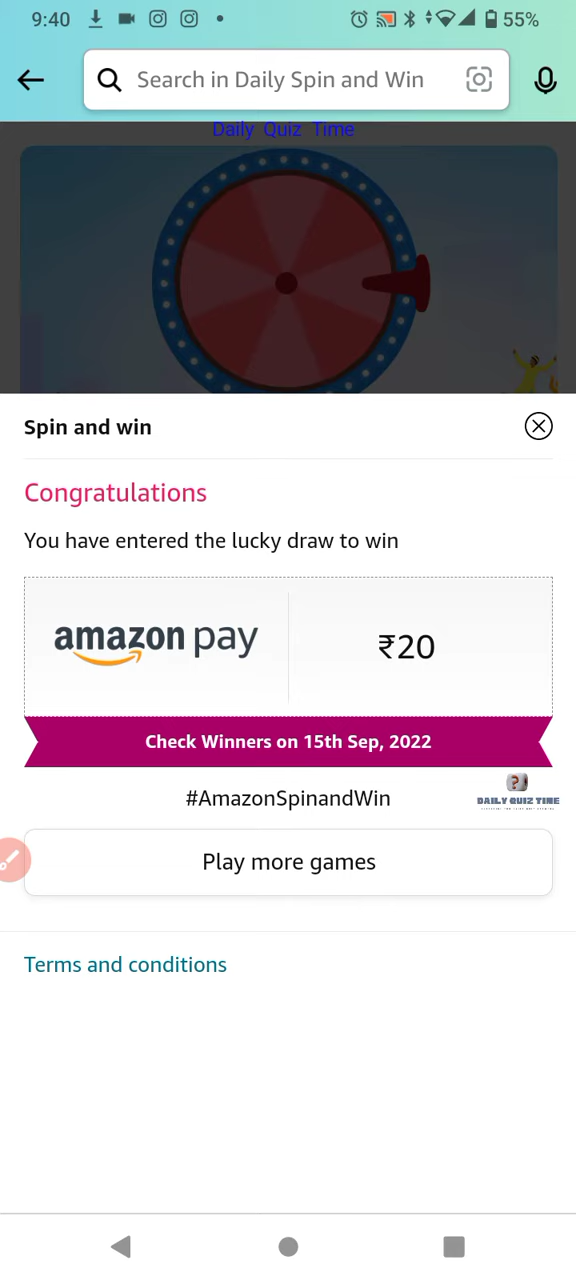 9:40
55%
Search in Daily Spin and Win
Daily Quiz Time
Spin and win
Congratulations
You have entered the lucky draw to win
amazon pay
₹20
Check Winners on 15th Sep, 2022
#AmazonSpinandWin
?
DAILY QUIZ TIME
Play more games
Terms and conditions